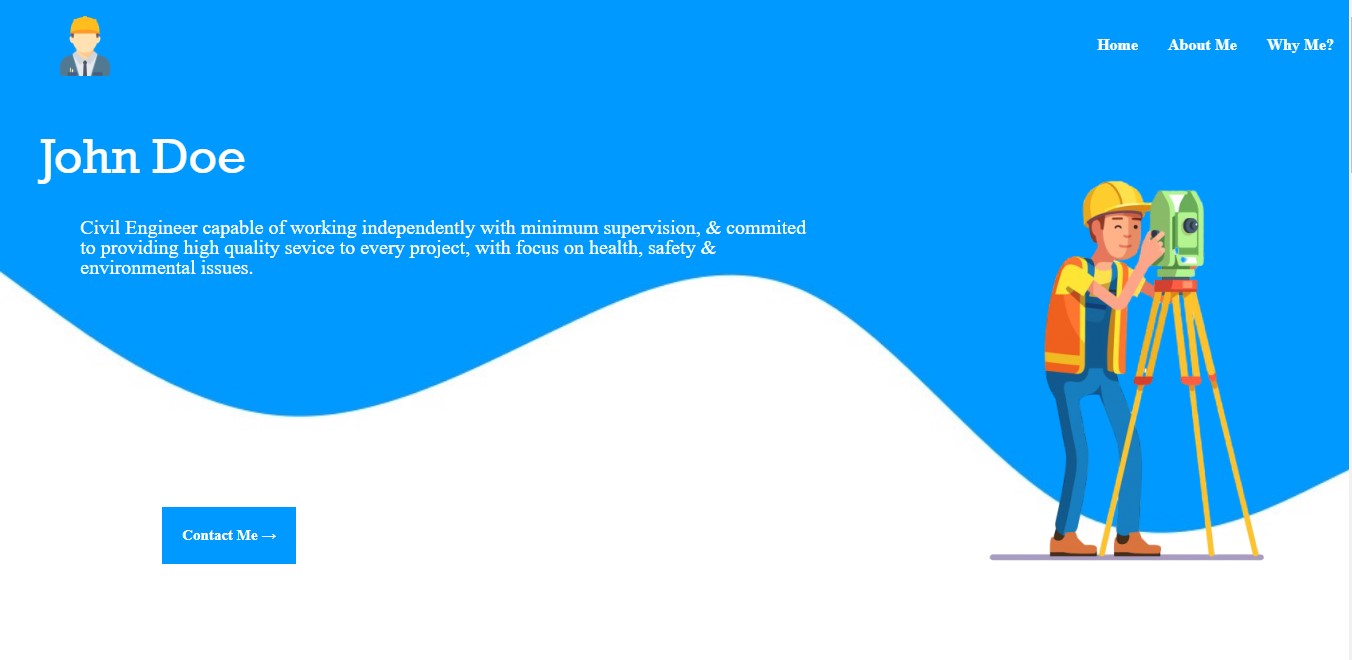 Home About Me Why Me?
John Doe
Civil Engineer capable of working independently with minimum supervision, & commited
to providing high quality sevice to every project, with focus on health, safety &
environmental issues.
Contact Me →